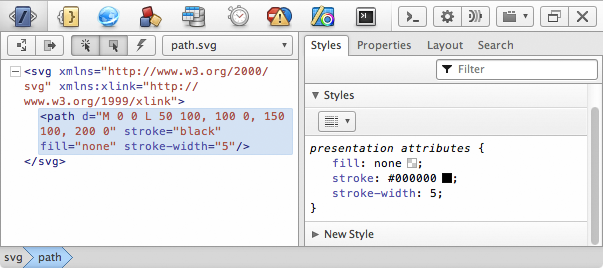 path.svg
Styles Properties Layout Search
Filter
Styles
<svg xmlns="http://www.w3.org/2000/
svg" xmlns:xlink="http://
www.w3.org/1999/xlink">
<path d="M 0 0 L 50 100, 100 0, 150
100, 200 0" stroke="black"
fill="none" stroke-width="5"/>
</svg>
presentation attributes {
fill: none ;
stroke: #000000 ;
stroke-width: 5;
}
New Style
svg path